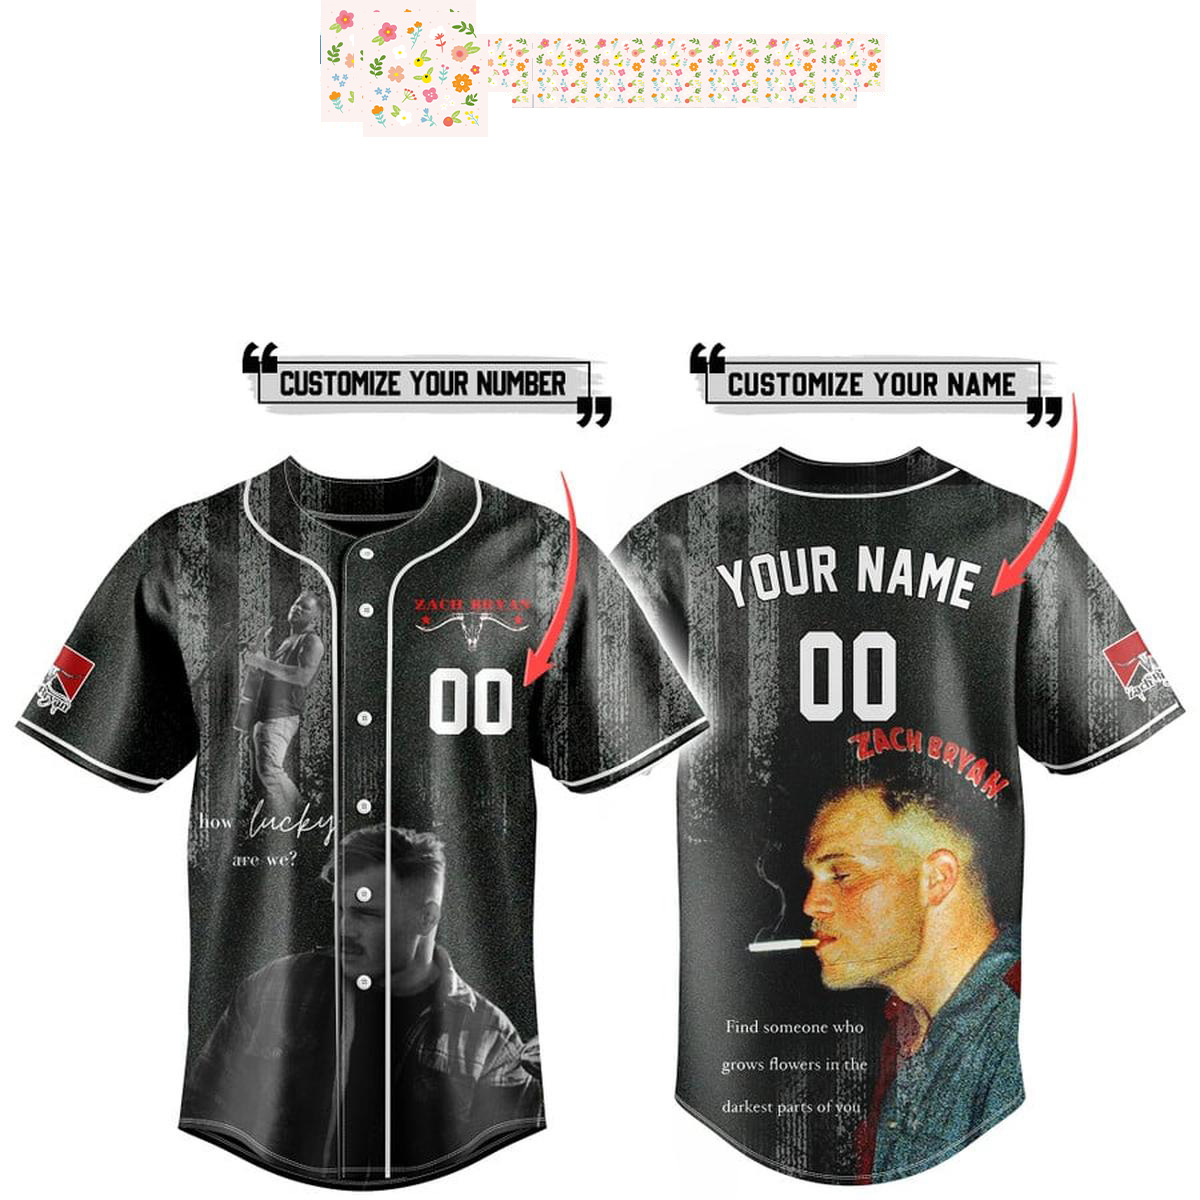 CUSTOMIZE YOUR NUMBER
CUSTOMIZE YOUR NAME
ZACH BRYAN
00
how lucky
are we?
YOUR NAME
00
ZACH BRYAN
Find someone who
grows flowers in the
darkest parts of you